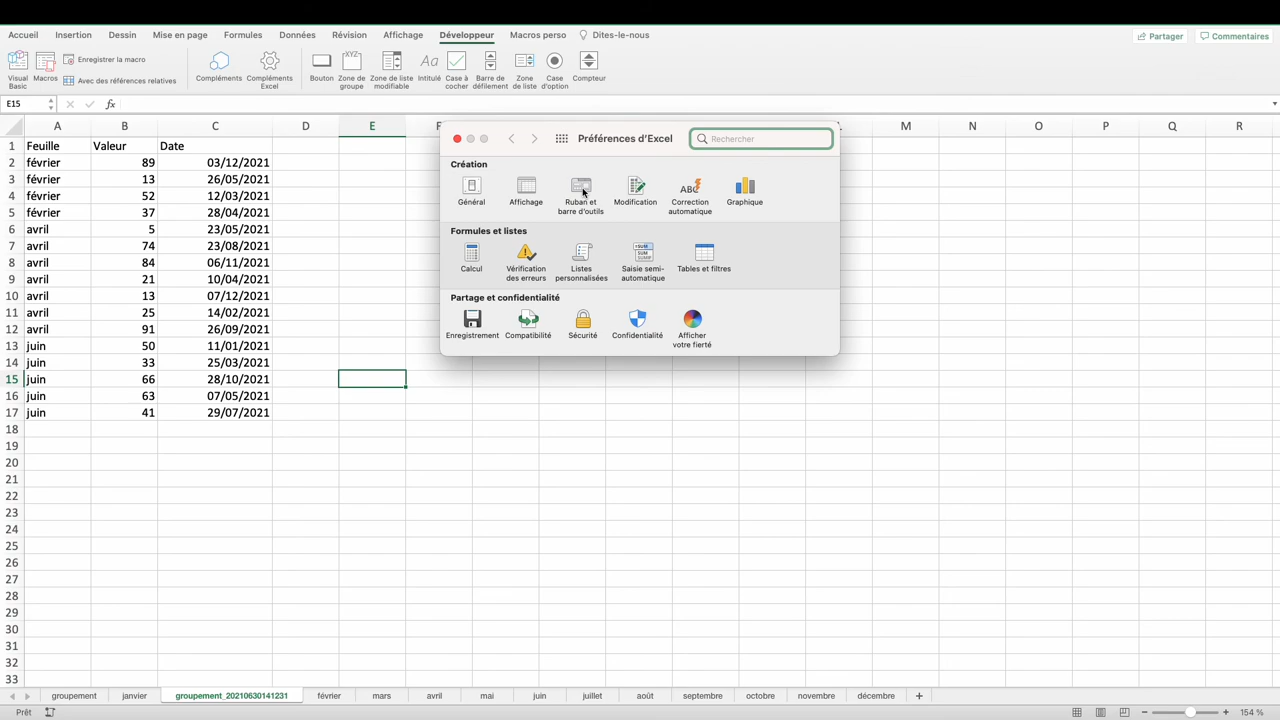 Accueil Insertion Dessin Mise en page Formules Données Révision Affichage Développeur Macros perso Dites-le-nous Partager Commentaires
Visual Basic Macros Enregistrer la macro Avec des références relatives Compléments Compléments Excel Bouton Zone de groupe Zone de liste modifiable Intitulé Case à cocher Barre de défilement Zone de liste Case d'option Compteur
E15 fx
A B C D E F M N O P Q R
1 Feuille Valeur Date
2 février 89 03/12/2021
3 février 13 26/05/2021
4 février 52 12/03/2021
5 février 37 28/04/2021
6 avril 5 23/05/2021
7 avril 74 23/08/2021
8 avril 84 06/11/2021
9 avril 21 10/04/2021
10 avril 13 07/12/2021
11 avril 25 14/02/2021
12 avril 91 26/09/2021
13 juin 50 11/01/2021
14 juin 33 25/03/2021
15 juin 66 28/10/2021
16 juin 63 07/05/2021
17 juin 41 29/07/2021
18
19
20
21
22
23
24
25
26
27
28
29
30
31
32
33
Préférences d'Excel Rechercher
Création
Général Affichage Ruban et barre d'outils Modification ABC Correction automatique Graphique
Formules et listes
Calcul Vérification des erreurs Listes personnalisées Saisie semi-automatique Tables et filtres
Partage et confidentialité
Enregistrement Compatibilité Sécurité Confidentialité Afficher votre fierté
groupement janvier groupement_20210630141231 février mars avril mai juin juillet août septembre octobre novembre décembre +
Prêt 154 %